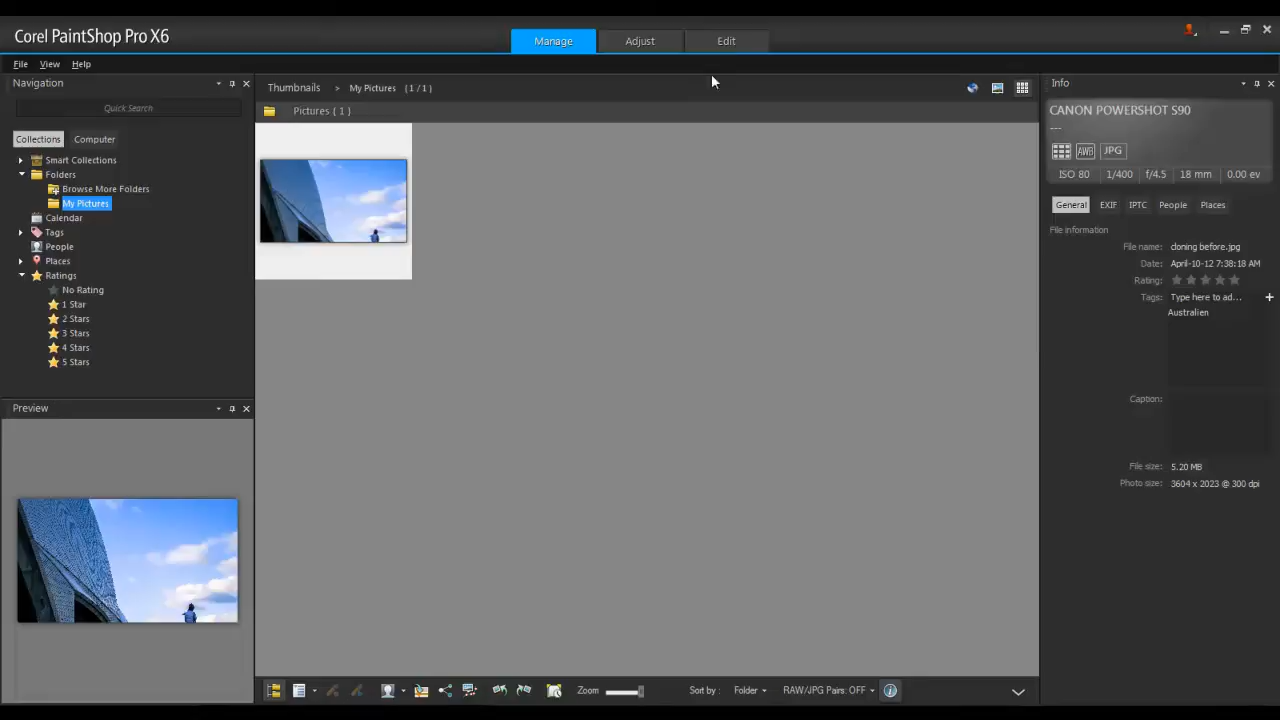 Corel PaintShop Pro X6
Manage
Adjust
Edit
File
View
Help
Navigation
Quick Search
Collections
Computer
Smart Collections
Folders
Browse More Folders
My Pictures
Calendar
Tags
People
Places
Ratings
No Rating
1 Star
2 Stars
3 Stars
4 Stars
5 Stars
Preview
Thumbnails > My Pictures ( 1 / 1 )
Pictures ( 1 )
Zoom
Sort by :
Folder
RAW/JPG Pairs: OFF
Info
CANON POWERSHOT S90
---
AWB
JPG
ISO 80
1/400
f/4.5
18 mm
0.00 ev
General
EXIF
IPTC
People
Places
File information
File name: cloning before.jpg
Date: April-10-12 7:38:18 AM
Rating:
Tags: Type here to ad...
Australien
Caption:
File size: 5.20 MB
Photo size: 3604 x 2023 @ 300 dpi